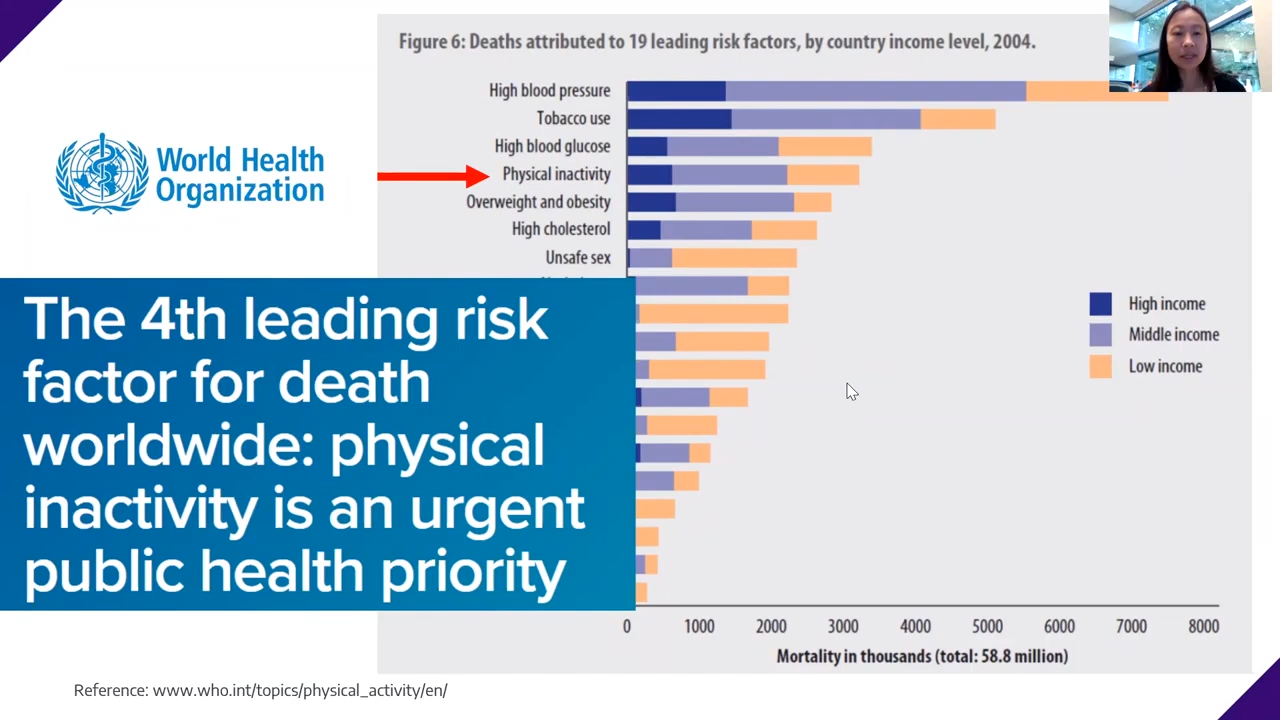 Figure 6: Deaths attributed to 19 leading risk factors, by country income level, 2004.
High blood pressure
Tobacco use
High blood glucose
Physical inactivity
Overweight and obesity
High cholesterol
Unsafe sex
World Health
Organization
The 4th leading risk
factor for death
worldwide: physical
inactivity is an urgent
public health priority
High income
Middle income
Low income
0 1000 2000 3000 4000 5000 6000 7000 8000
Mortality in thousands (total: 58.8 million)
Reference: www.who.int/topics/physical_activity/en/